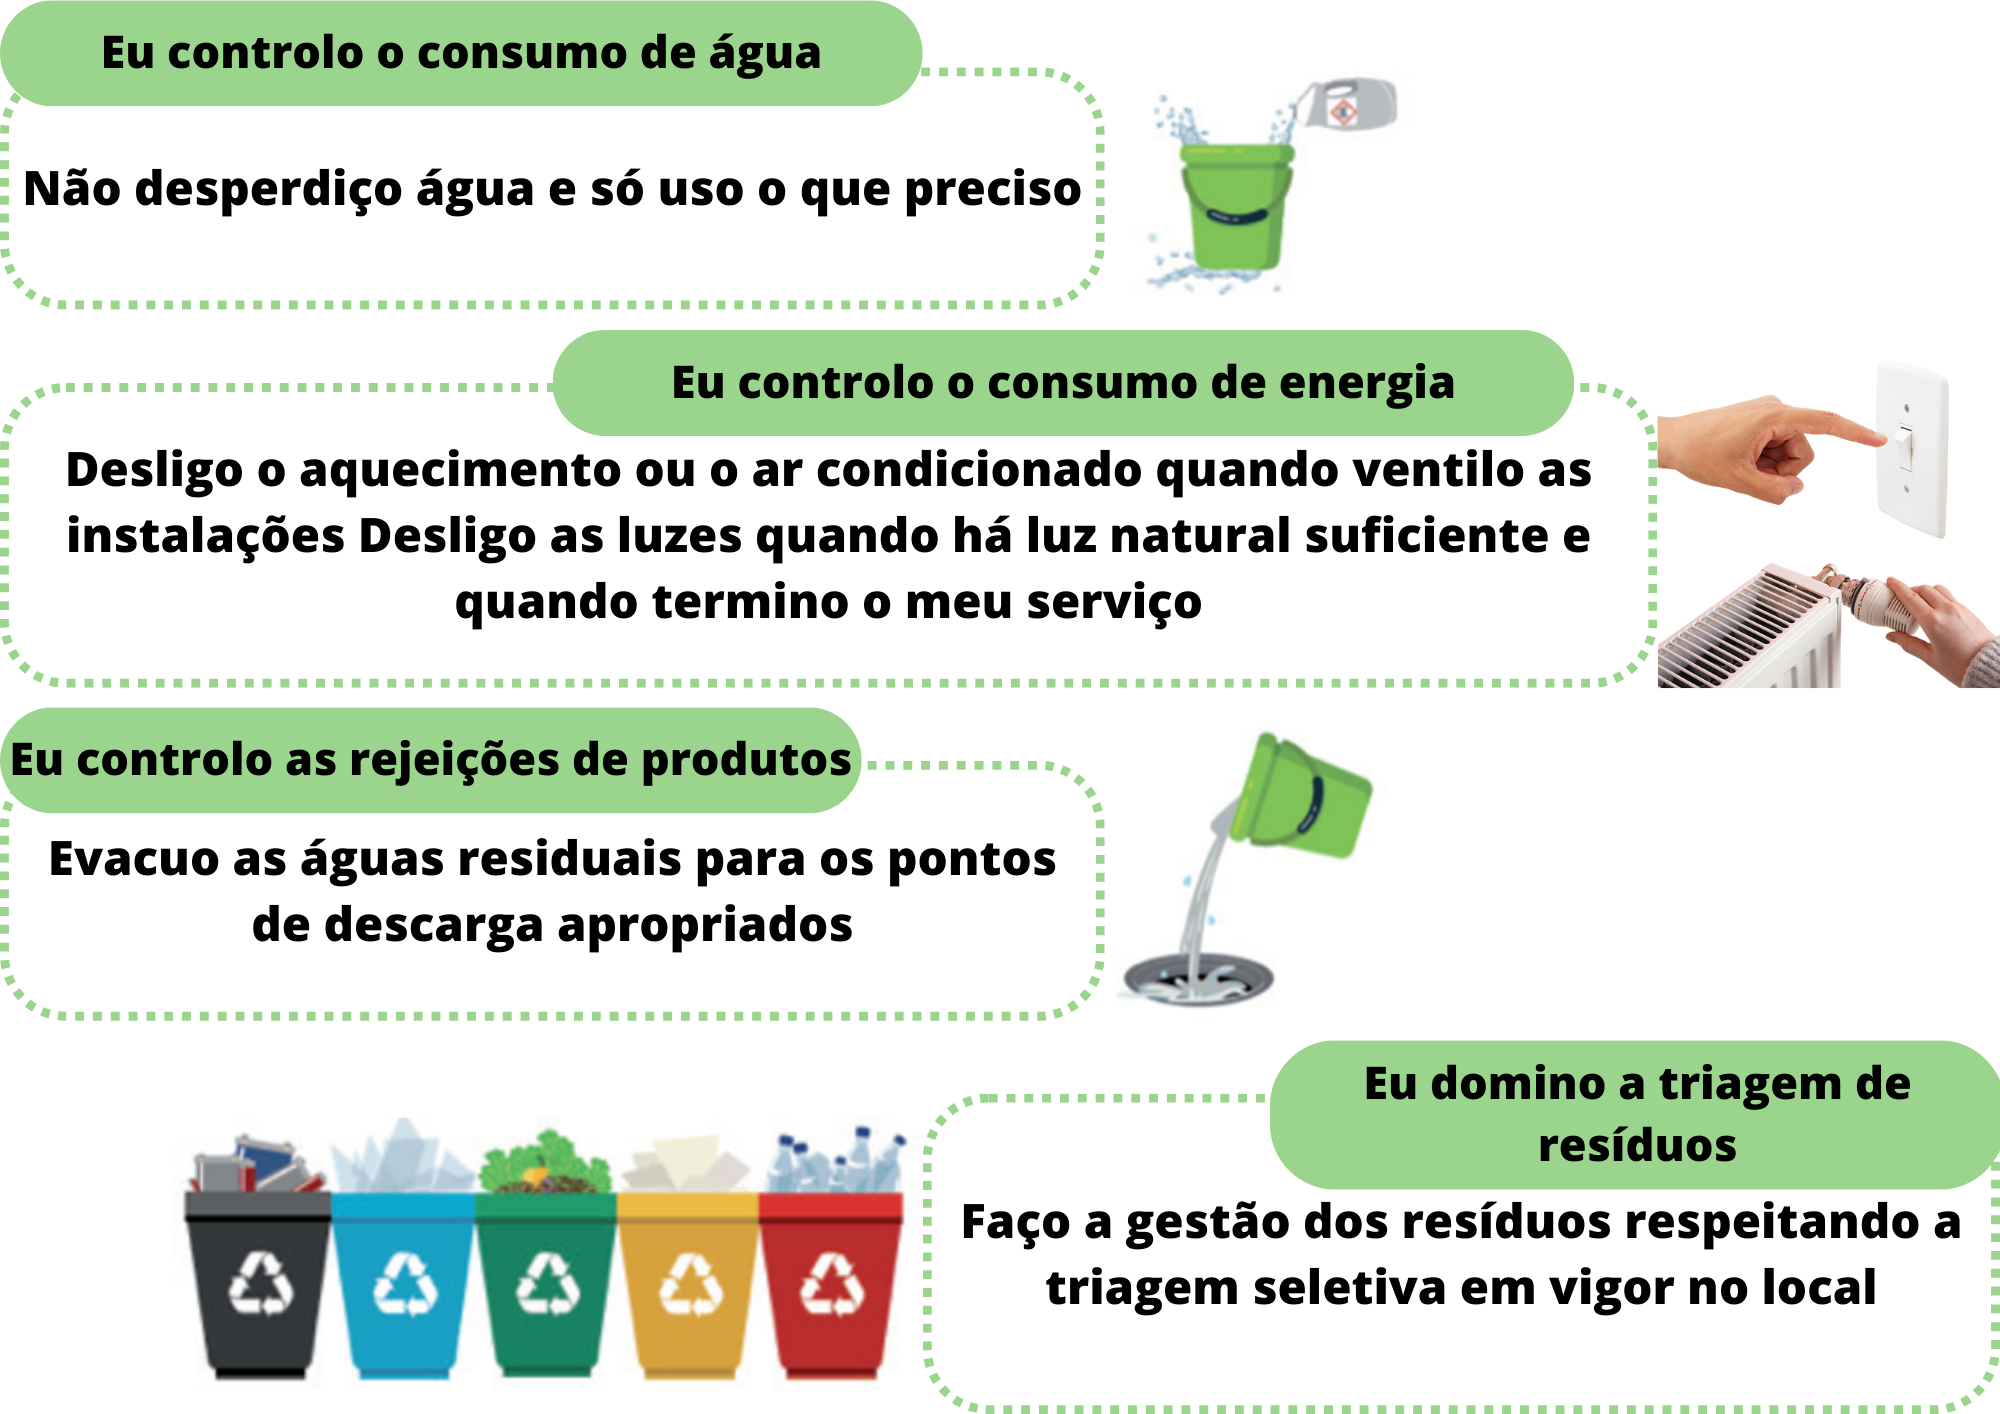 Eu controlo o consumo de água
Não desperdiço água e só uso o que preciso
Eu controlo o consumo de energia
Desligo o aquecimento ou o ar condicionado quando ventilo as
instalações Desligo as luzes quando há luz natural suficiente e
quando termino o meu serviço
Eu controlo as rejeições de produtos
Evacuo as águas residuais para os pontos
de descarga apropriados
Eu domino a triagem de
resíduos
Faço a gestão dos resíduos respeitando a
triagem seletiva em vigor no local